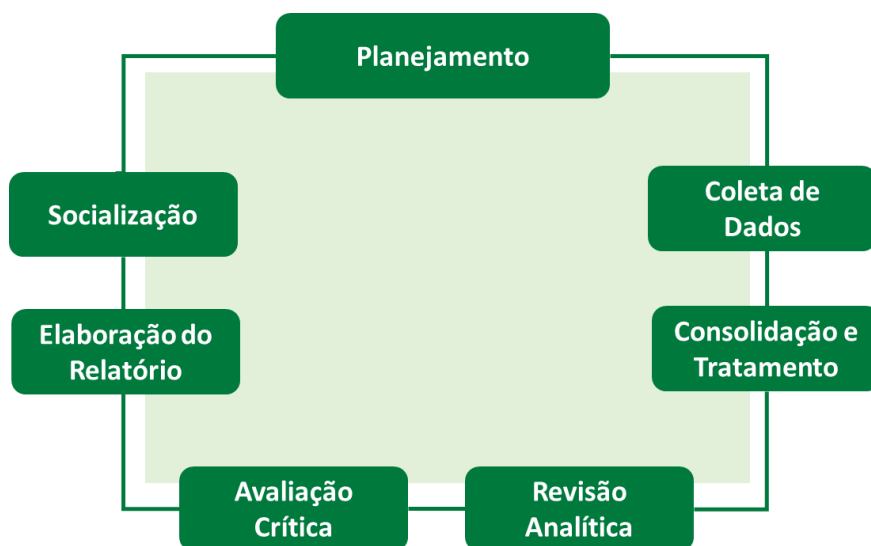 Planejamento
Coleta de
Dados
Consolidação e
Tratamento
Revisão
Analítica
Avaliação
Crítica
Elaboração do
Relatório
Socialização